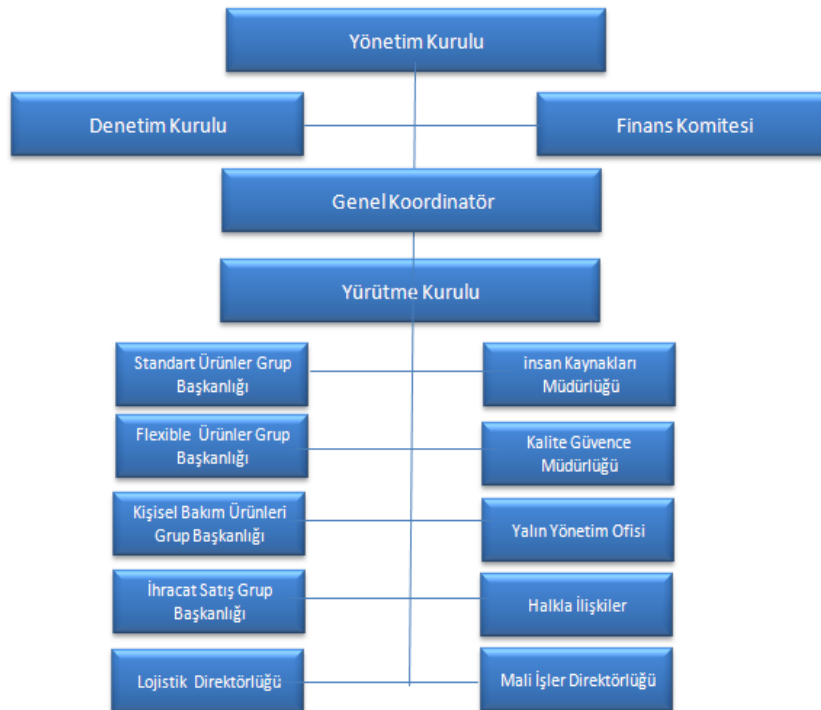 Yönetim Kurulu
Denetim Kurulu
Finans Komitesi
Genel Koordinatör
Yürütme Kurulu
Standart Ürünler Grup
Başkanlığı
insan Kaynakları
Müdürlüğü
Flexible Ürünler Grup
Başkanlığı
Kalite Güvence
Müdürlüğü
Kişisel Bakım Ürünleri
Grup Başkanlığı
Yalın Yönetim Ofisi
İhracat Satış Grup
Başkanlığı
Halkla İlişkiler
Lojistik Direktörlüğü
Mali İşler Direktörlüğü